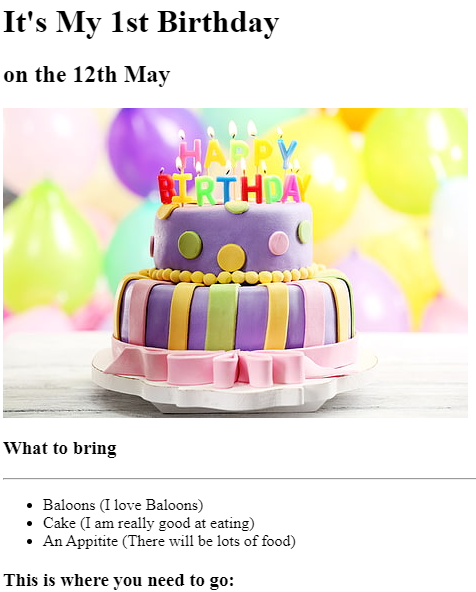 It's My 1st Birthday
on the 12th May
HAPPY
BIRTHDAY
What to bring
Baloons (I love Baloons)
Cake (I am really good at eating)
An Appitite (There will be lots of food)
This is where you need to go: